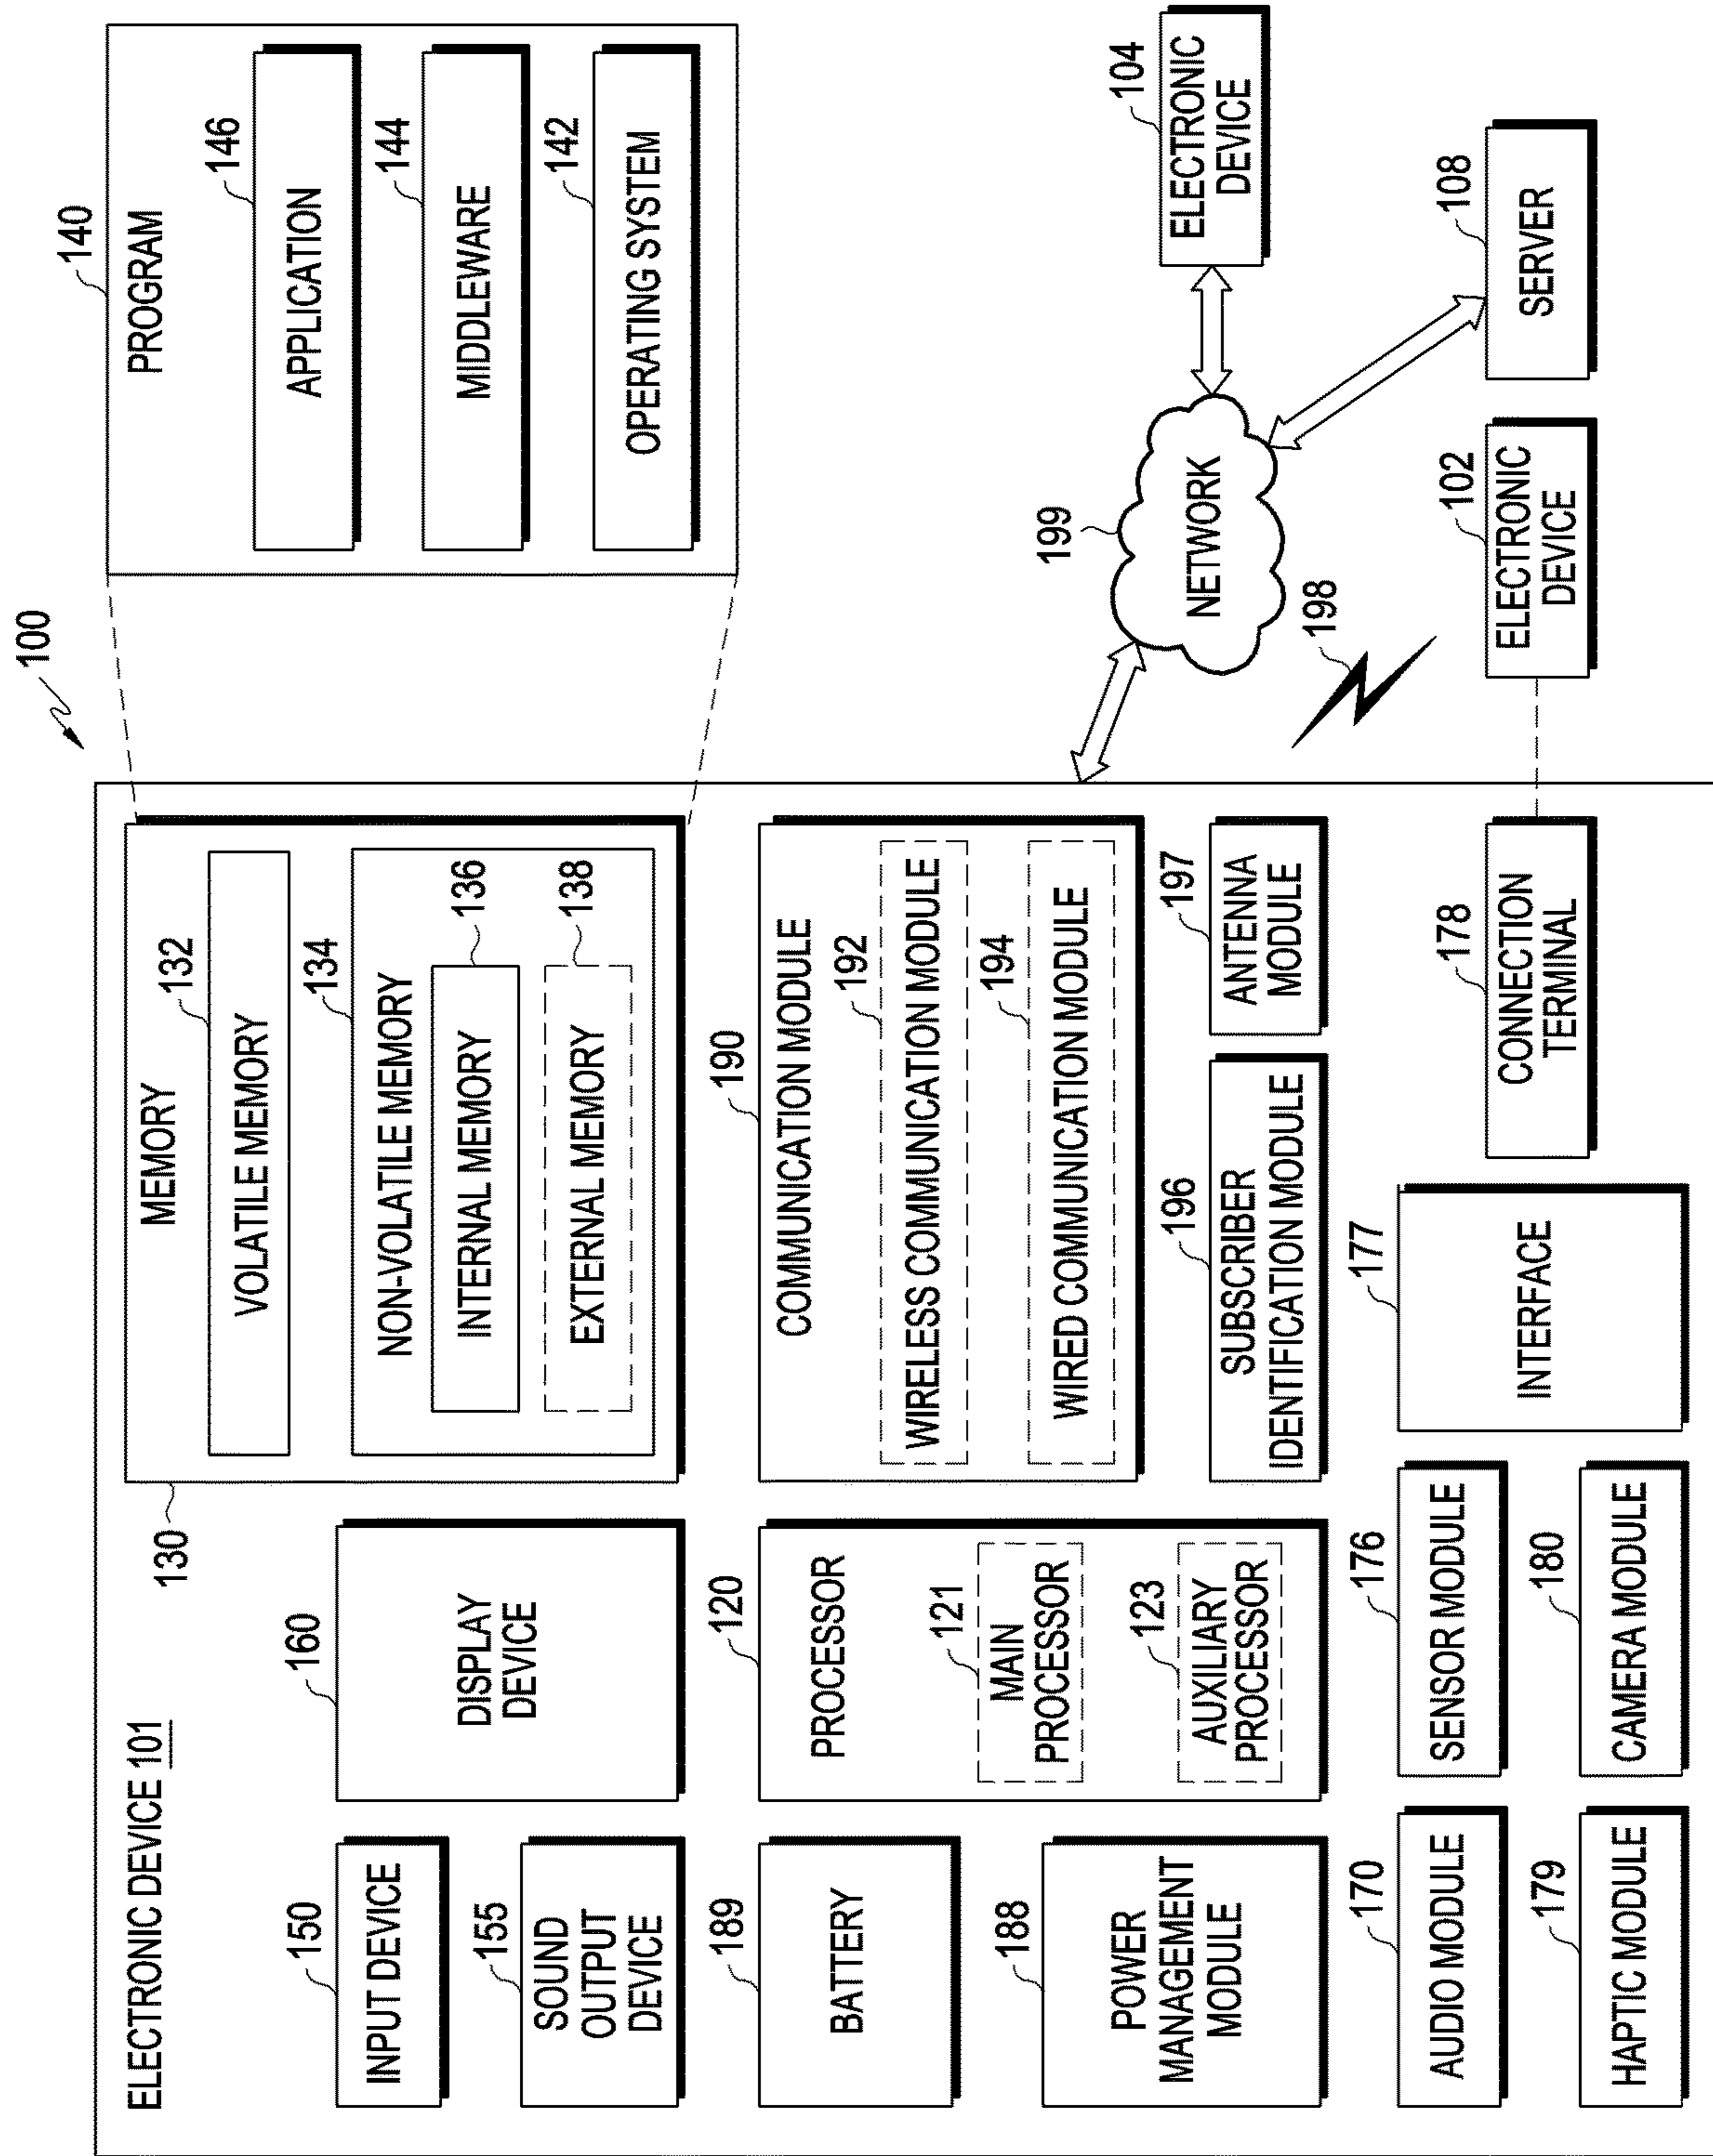 100
ELECTRONIC DEVICE 101
150
INPUT DEVICE
155
SOUND
OUTPUT
DEVICE
160
DISPLAY
DEVICE
130
MEMORY
132
VOLATILE MEMORY
134
NON-VOLATILE MEMORY
136
INTERNAL MEMORY
138
EXTERNAL MEMORY
140
PROGRAM
146
APPLICATION
144
MIDDLEWARE
142
OPERATING SYSTEM
189
BATTERY
188
POWER
MANAGEMENT
MODULE
120
PROCESSOR
121
MAIN
PROCESSOR
123
AUXILIARY
PROCESSOR
190
COMMUNICATION MODULE
192
WIRELESS COMMUNICATION MODULE
194
WIRED COMMUNICATION MODULE
196
SUBSCRIBER
IDENTIFICATION MODULE
197
ANTENNA
MODULE
170
AUDIO MODULE
176
SENSOR MODULE
179
HAPTIC MODULE
180
CAMERA MODULE
177
INTERFACE
178
CONNECTION
TERMINAL
199
NETWORK
198
104
ELECTRONIC
DEVICE
102
ELECTRONIC
DEVICE
108
SERVER